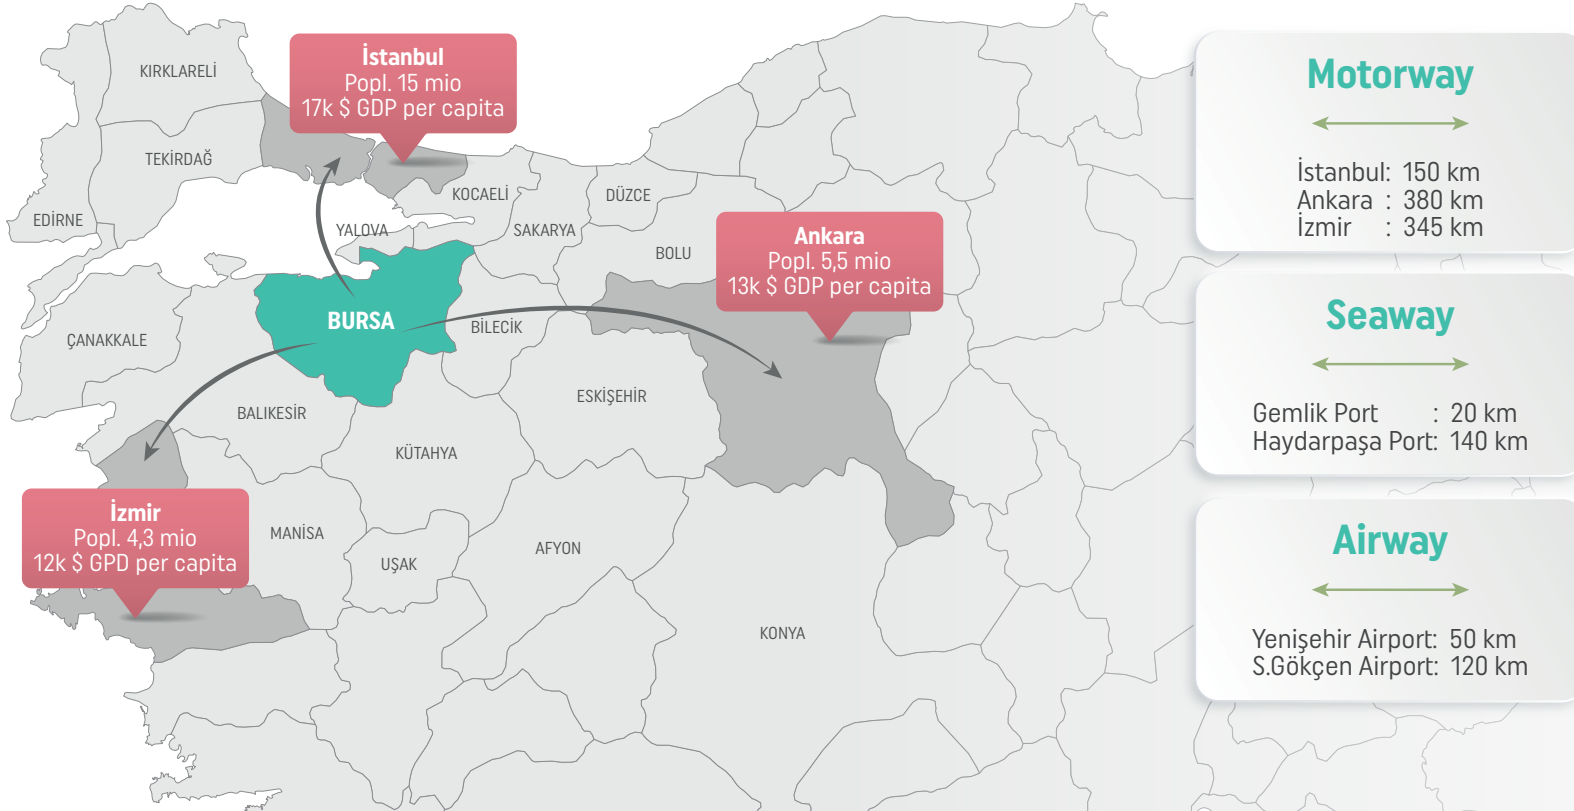 KIRKLARELİ
İstanbul
Popl. 15 mio
17k $ GDP per capita
TEKİRDAĞ
EDİRNE
KOCAELİ
DÜZCE
YALOVA
SAKARYA
BOLU
Ankara
Popl. 5,5 mio
13k $ GDP per capita
BURSA
BİLECİK
ÇANAKKALE
BALIKESİR
ESKİŞEHİR
KÜTAHYA
İzmir
Popl. 4,3 mio
12k $ GPD per capita
MANİSA
UŞAK
AFYON
KONYA
Motorway
İstanbul: 150 km
Ankara : 380 km
İzmir : 345 km
Seaway
Gemlik Port : 20 km
Haydarpaşa Port: 140 km
Airway
Yenişehir Airport: 50 km
S.Gökçen Airport: 120 km